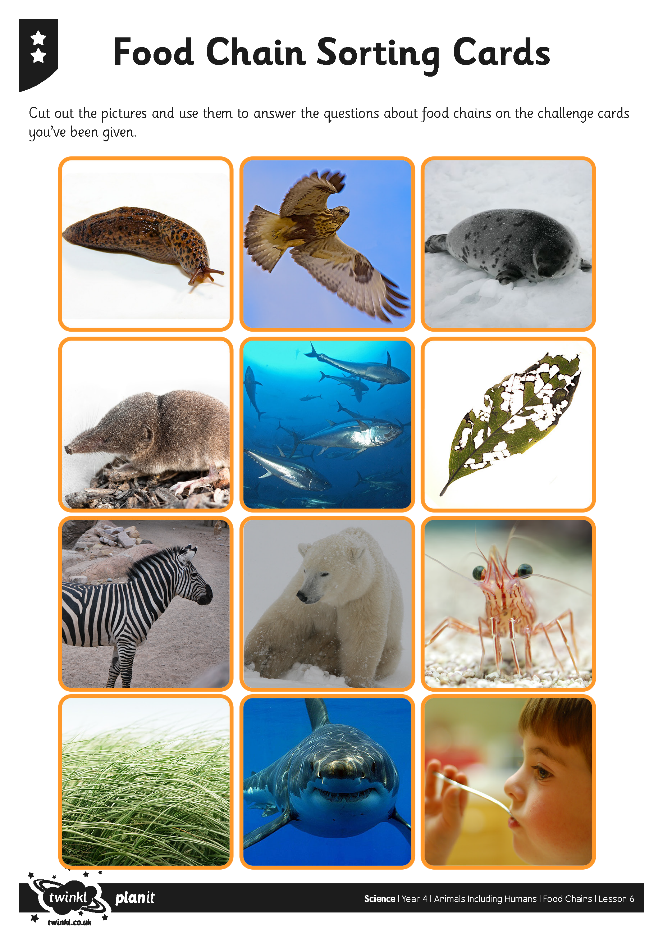 Food Chain Sorting Cards
Cut out the pictures and use them to answer the questions about food chains on the challenge cards
you've been given.
twinkl
planit
twinkl.co.uk
Science | Year 4 | Animals Including Humans | Food Chains | Lesson 6